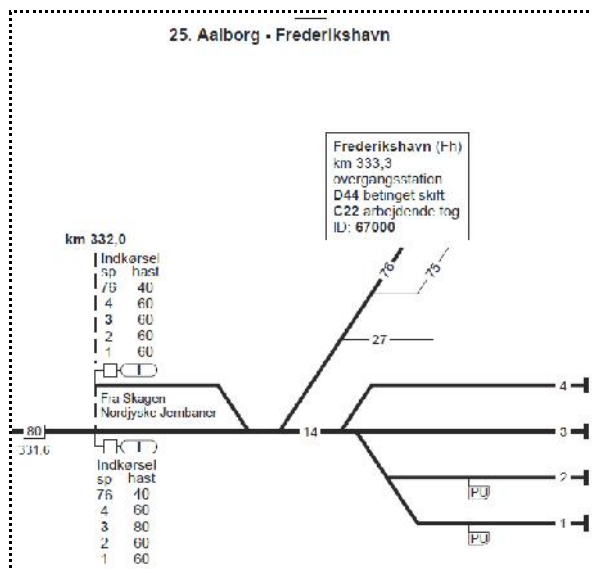 25. Aalborg - Frederikshavn
Frederikshavn (Fh)
km 333,3
overgangsstation
D44 betinget skift
C22 arbejdende tog
ID: 67000
km 332,0
Indkørsel
sp hast
76 40
4 60
3 60
2 60
1 60
76
75
27
Fra Skagen
Nordjyske Jernbaner
4
80
14
3
331.6
Indkørsel
sp hast
76 40
4 60
3 80
2 60
1 60
2
PU
1
PU